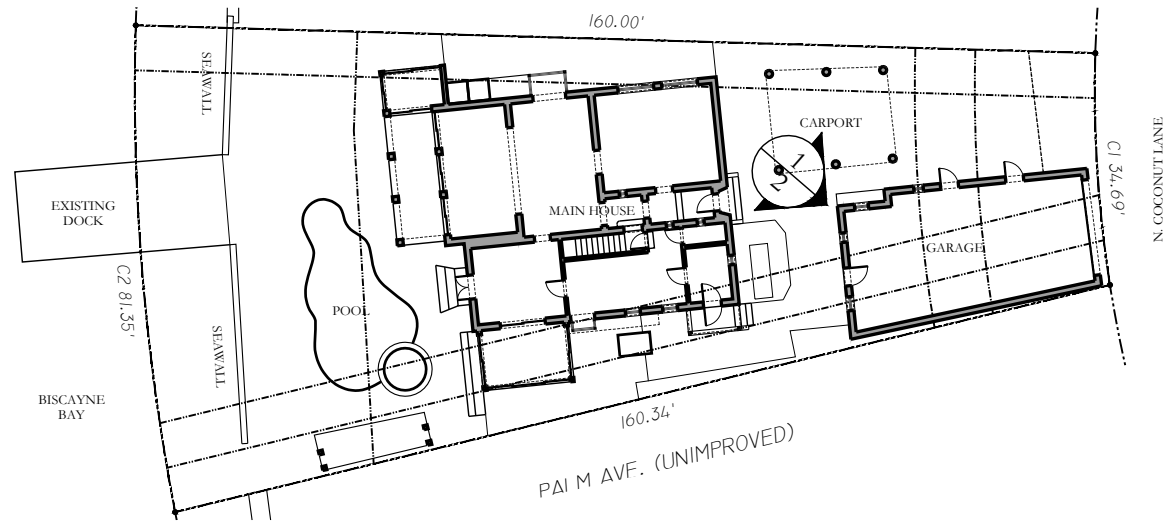 160.00'
SEAWALL
CARPORT
1
2
N. COCONUT LANE
C1 34.69'
EXISTING
DOCK
MAIN HOUSE
GARAGE
C2 81.35'
POOL
SEAWALL
BISCAYNE
BAY
160.34'
PALM AVE. (UNIMPROVED)